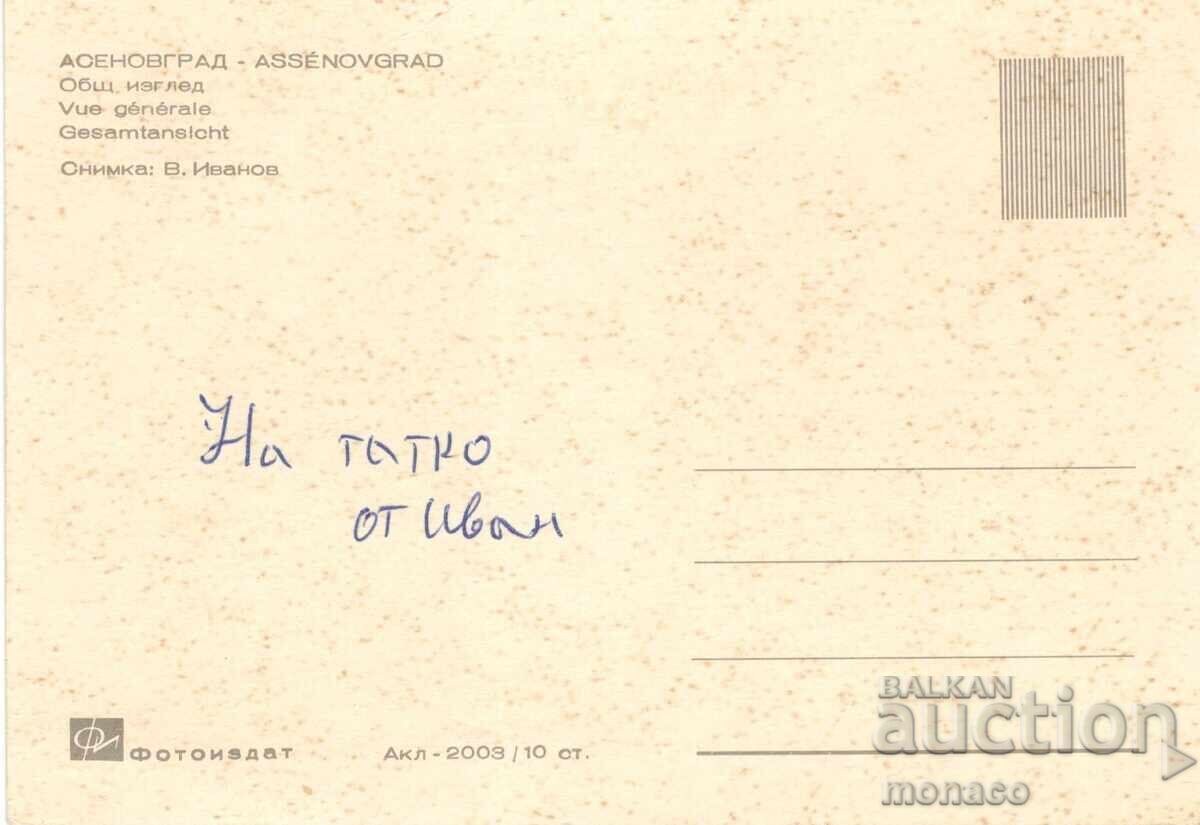 АСЕНОВГРАД - ASSÉNOVGRAD
Общ изглед
Vue générale
Gesamtansicht
Снимка: В. Иванов
На татко
от Иван
Фотоиздат
Акл-2003/10 ст.
BALKAN
auction
monaco